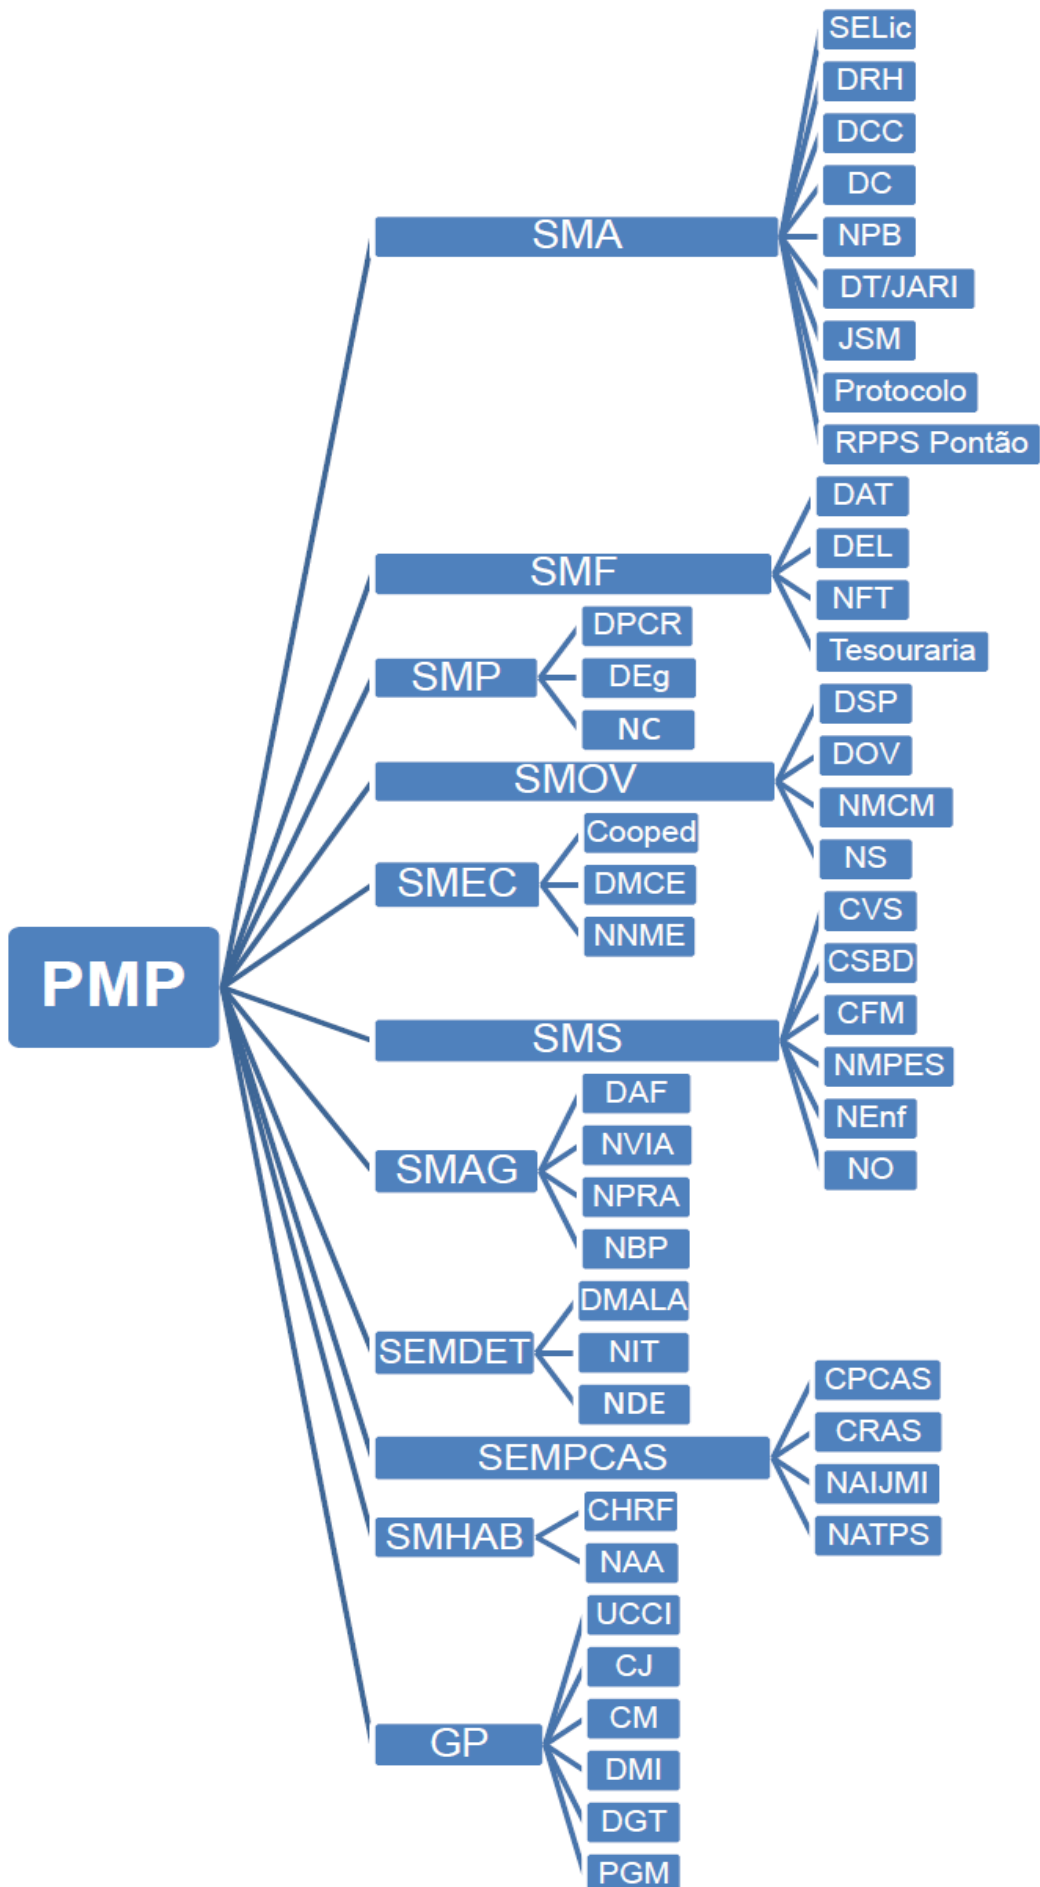 PMP
SMA
SELic
DRH
DCC
DC
NPB
DT/JARI
JSM
Protocolo
RPPS Pontão
SMF
DAT
DEL
NFT
Tesouraria
SMP
DPCR
DEg
NC
SMOV
DSP
DOV
NMCM
NS
SMEC
Cooped
DMCE
NNME
SMS
CVS
CSBD
CFM
NMPES
NEnf
NO
SMAG
DAF
NVIA
NPRA
NBP
SEMDET
DMALA
NIT
NDE
SEMPCAS
CPCAS
CRAS
NAIJMI
NATPS
SMHAB
CHRF
NAA
GP
UCCI
CJ
CM
DMI
DGT
PGM